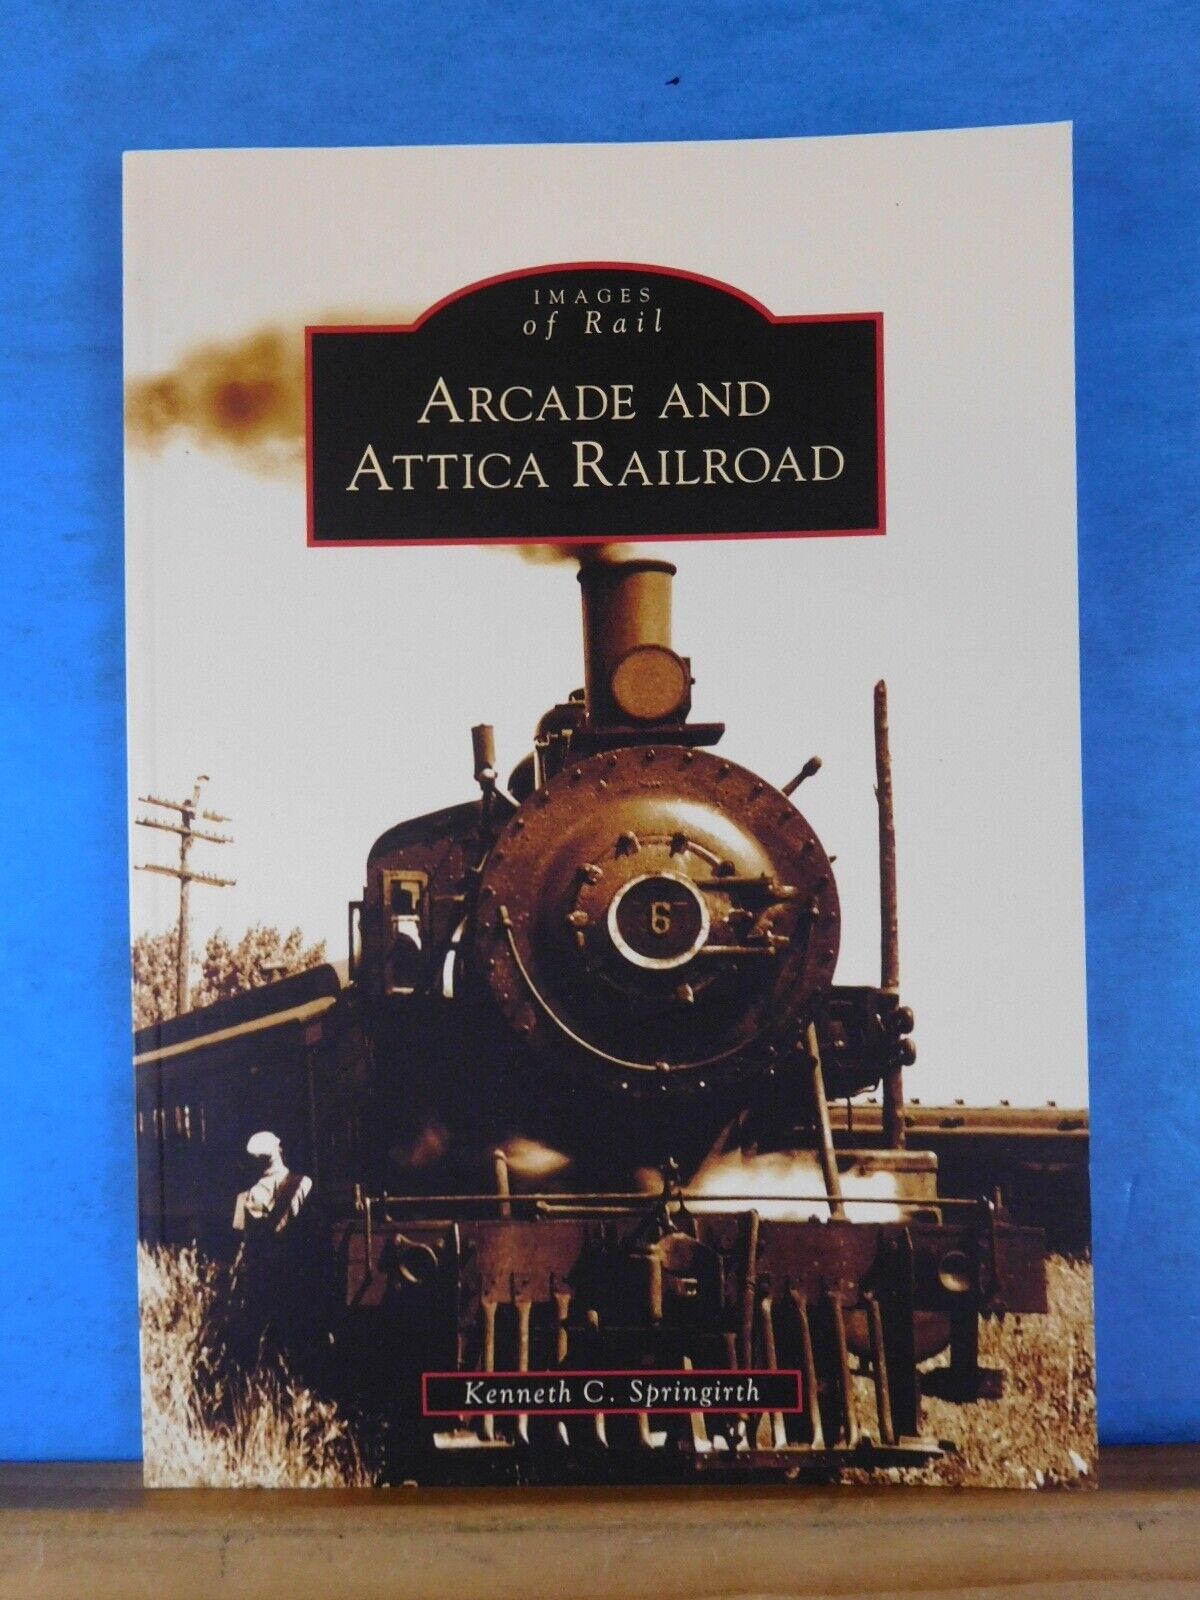 IMAGES
of Rail
ARCADE AND
ATTICA RAILROAD
6
Kenneth C. Springirth